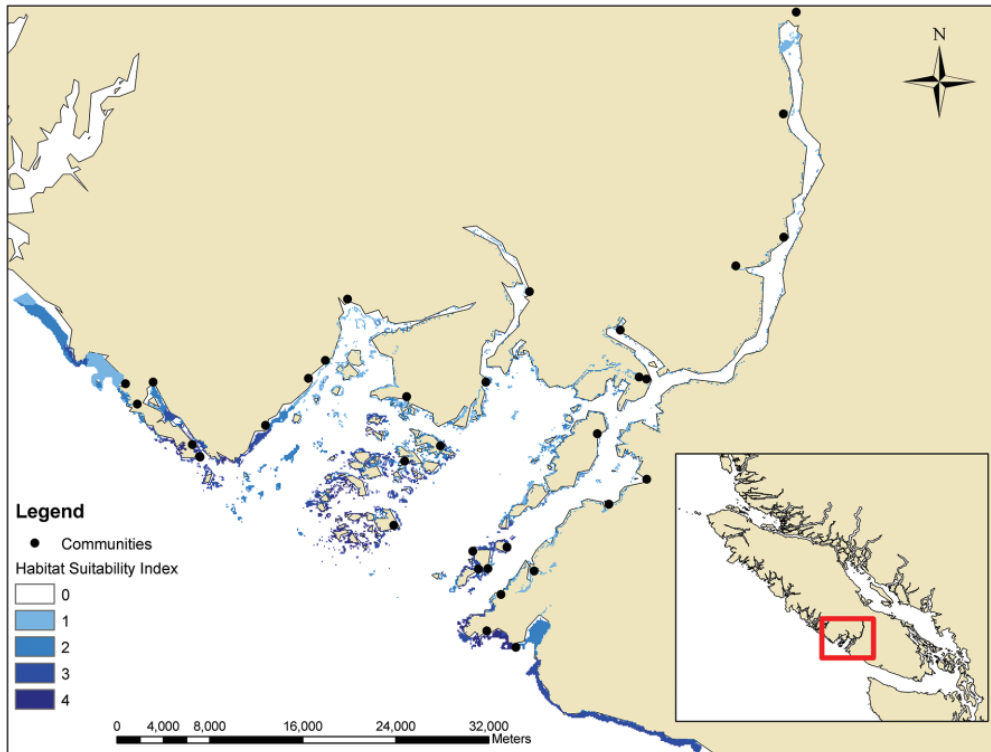 N
Legend
Communities
Habitat Suitability Index
0
1
2
3
4
0 4,000 8,000 16,000 24,000 32,000
Meters